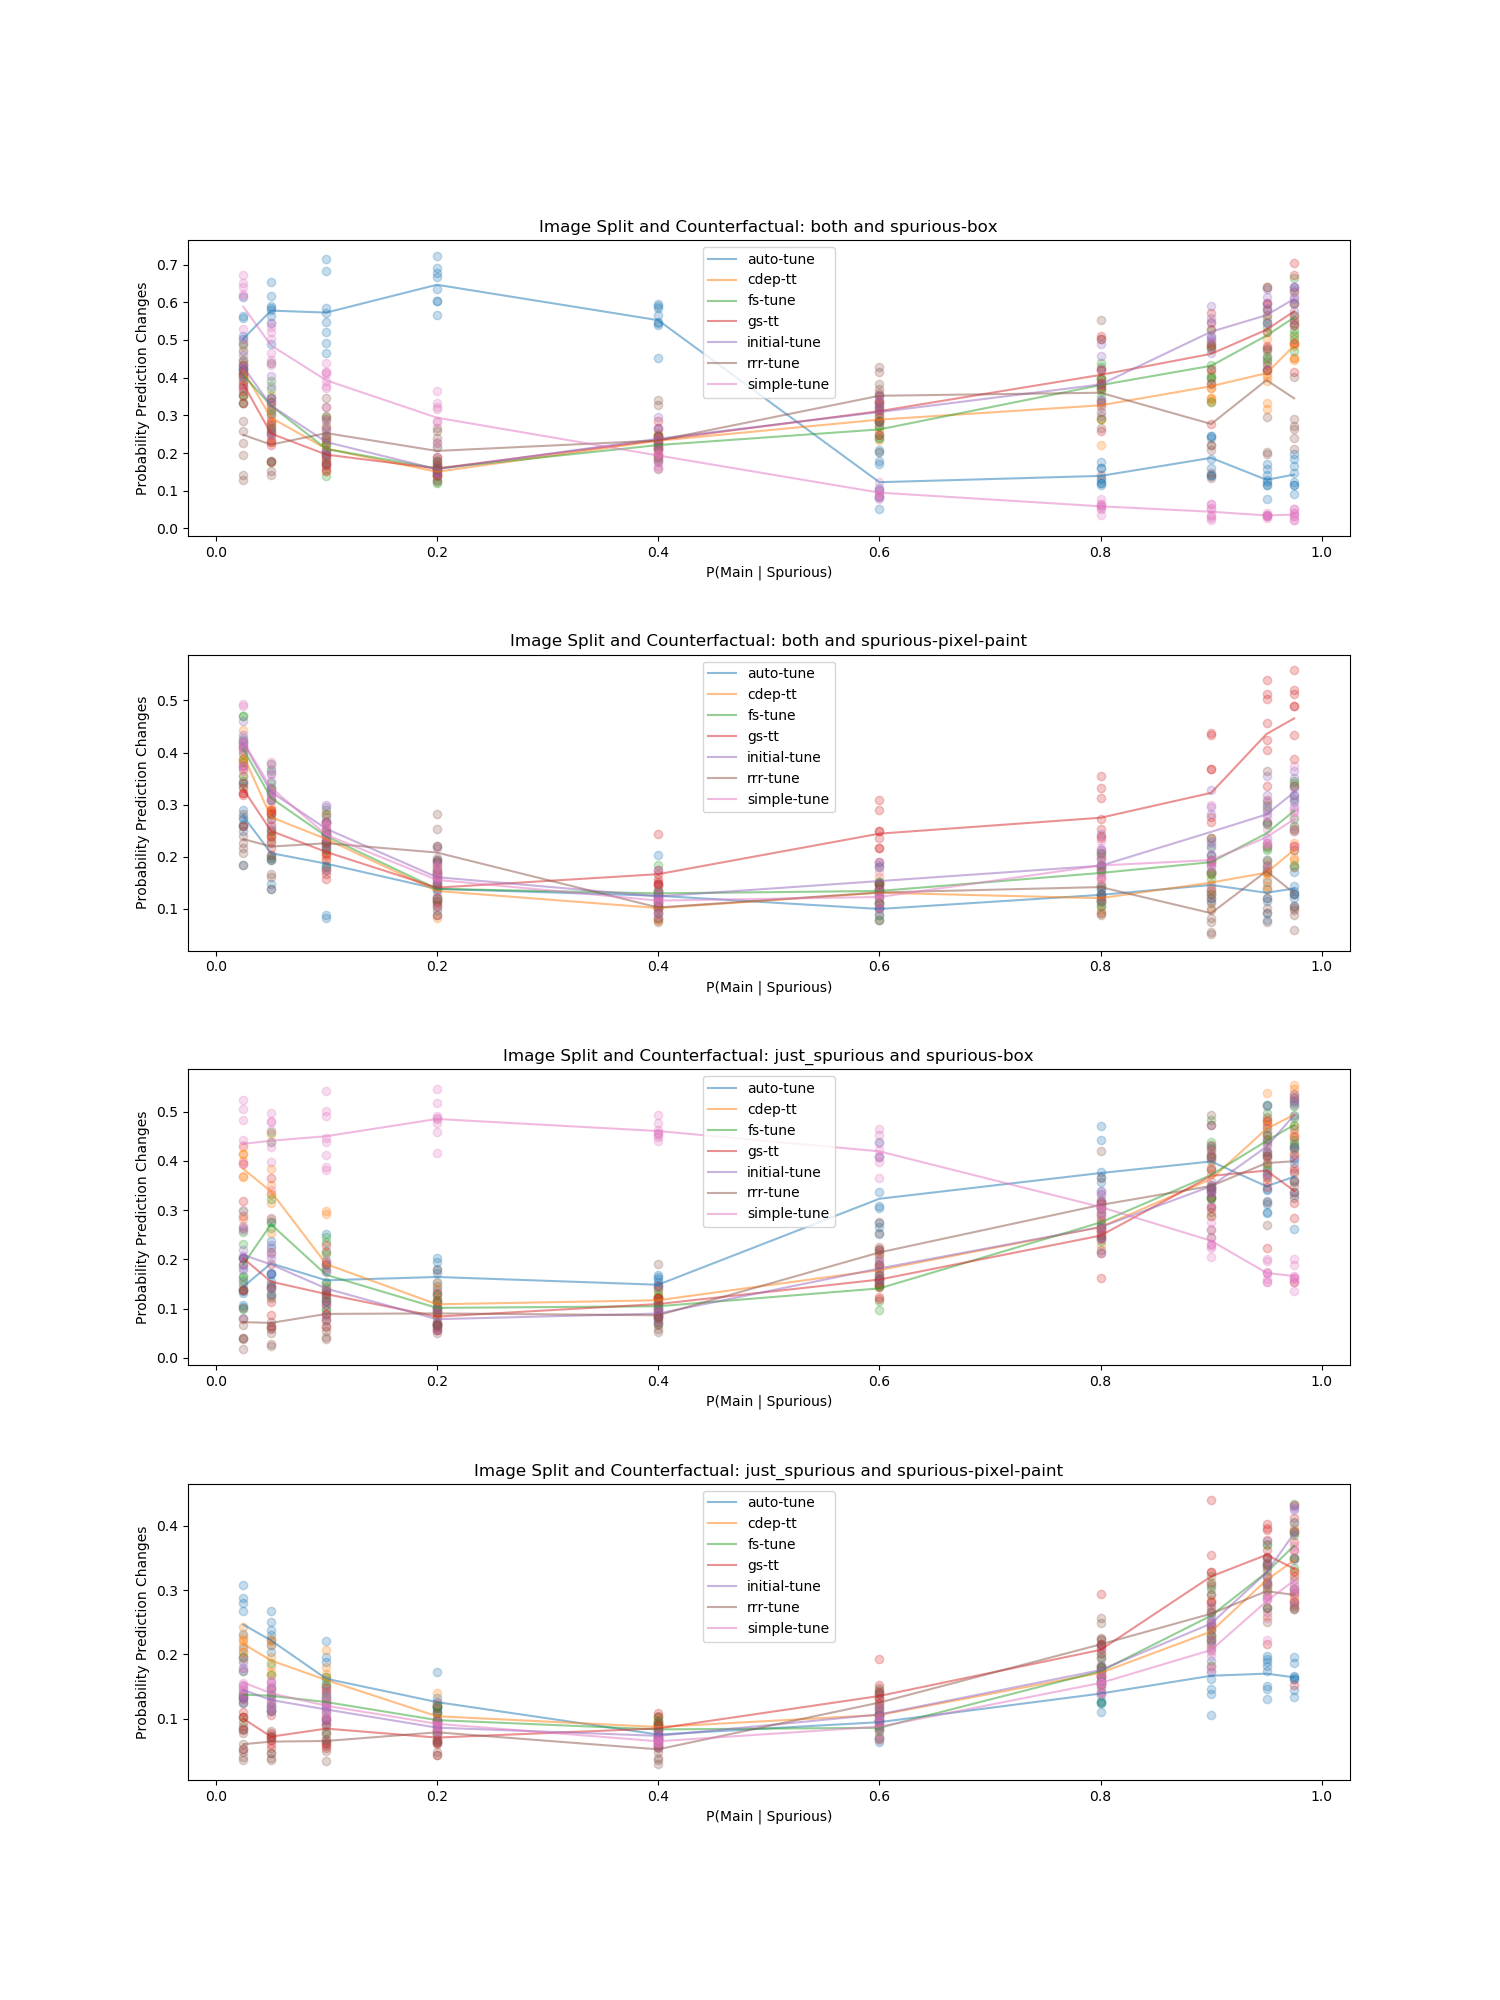 Image Split and Counterfactual: both and spurious-box
Probability Prediction Changes
0.7
0.6
0.5
0.4
0.3
0.2
0.1
0.0
auto-tune
cdep-tt
fs-tune
gs-tt
initial-tune
rrr-tune
simple-tune
0.0 0.2 0.4 0.6 0.8 1.0
P(Main | Spurious)
Image Split and Counterfactual: both and spurious-pixel-paint
Probability Prediction Changes
0.5
0.4
0.3
0.2
0.1
auto-tune
cdep-tt
fs-tune
gs-tt
initial-tune
rrr-tune
simple-tune
0.0 0.2 0.4 0.6 0.8 1.0
P(Main | Spurious)
Image Split and Counterfactual: just_spurious and spurious-box
Probability Prediction Changes
0.5
0.4
0.3
0.2
0.1
0.0
auto-tune
cdep-tt
fs-tune
gs-tt
initial-tune
rrr-tune
simple-tune
0.0 0.2 0.4 0.6 0.8 1.0
P(Main | Spurious)
Image Split and Counterfactual: just_spurious and spurious-pixel-paint
Probability Prediction Changes
0.4
0.3
0.2
0.1
auto-tune
cdep-tt
fs-tune
gs-tt
initial-tune
rrr-tune
simple-tune
0.0 0.2 0.4 0.6 0.8 1.0
P(Main | Spurious)